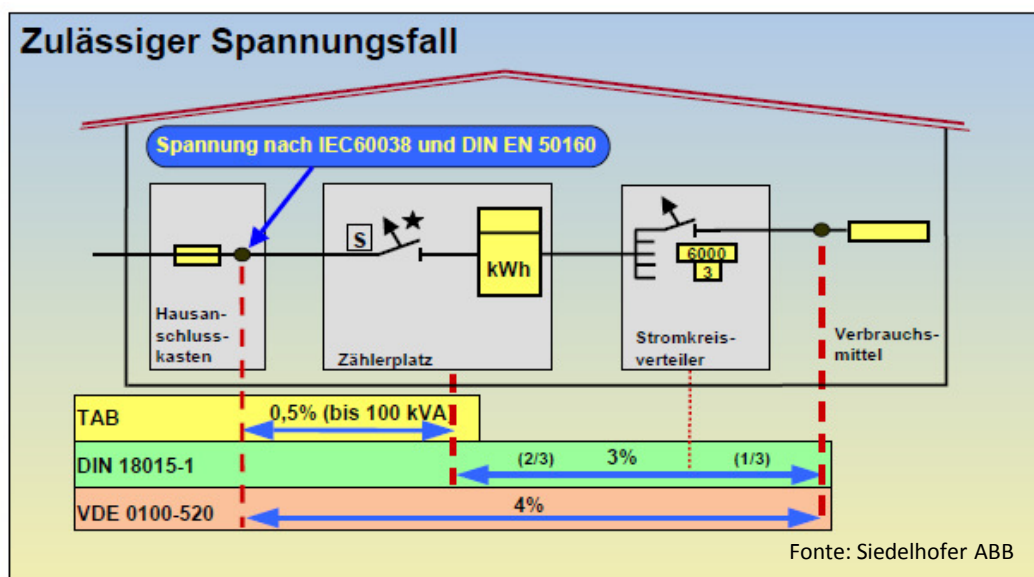 Zulässiger Spannungsfall
Spannung nach IEC60038 und DIN EN 50160
S
kWh
6000
3
Hausan-
schluss-
kasten
Zählerplatz
Stromkreis-
verteiler
Verbrauchs-
mittel
TAB
0,5% (bis 100 kVA)
DIN 18015-1
(2/3) 3% (1/3)
VDE 0100-520
4%
Fonte: Siedelhofer ABB